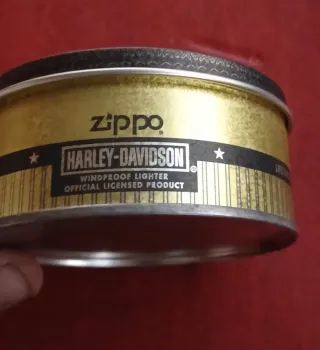 zippo
HARLEY-DAVIDSON
WINDPROOF LIGHTER
OFFICIAL LICENSED PRODUCT